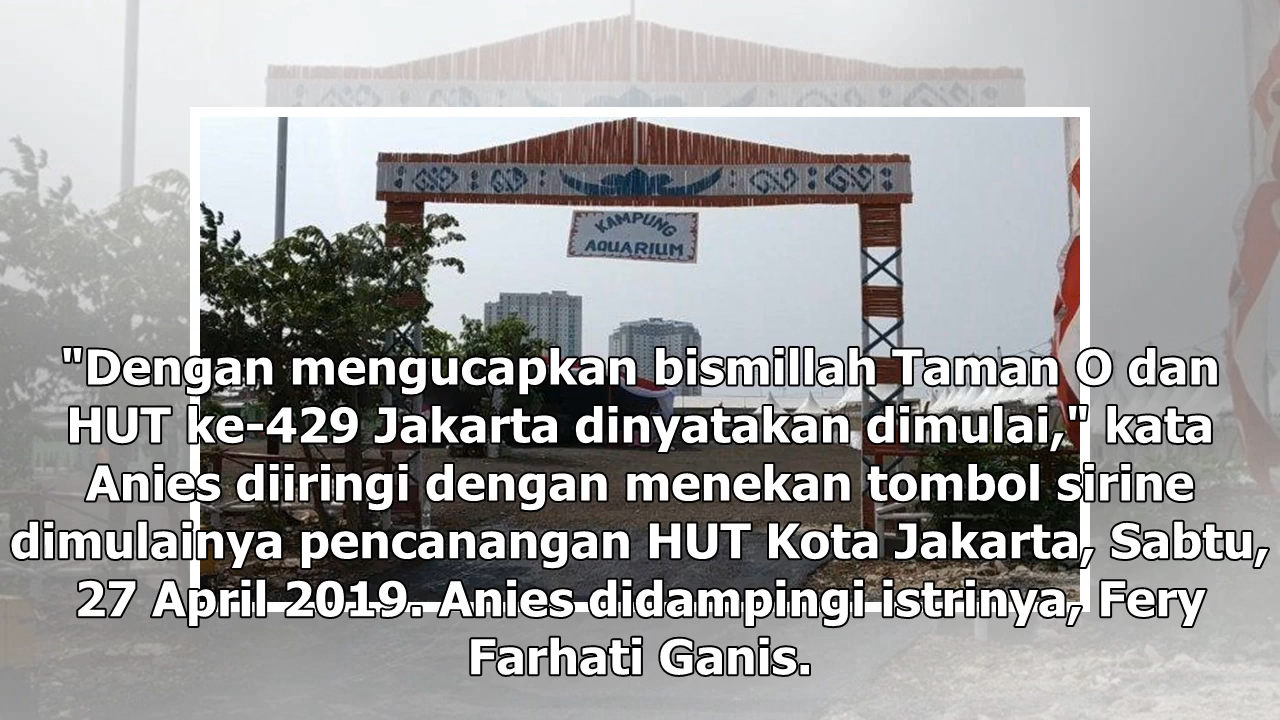 KAMPUNG
AQUARIUM
"Dengan mengucapkan bismillah Taman O dan
HUT ke-429 Jakarta dinyatakan dimulai," kata
Anies diiringi dengan menekan tombol sirine
dimulainya pencanangan HUT Kota Jakarta, Sabtu,
27 April 2019. Anies didampingi istrinya, Fery
Farhati Ganis.